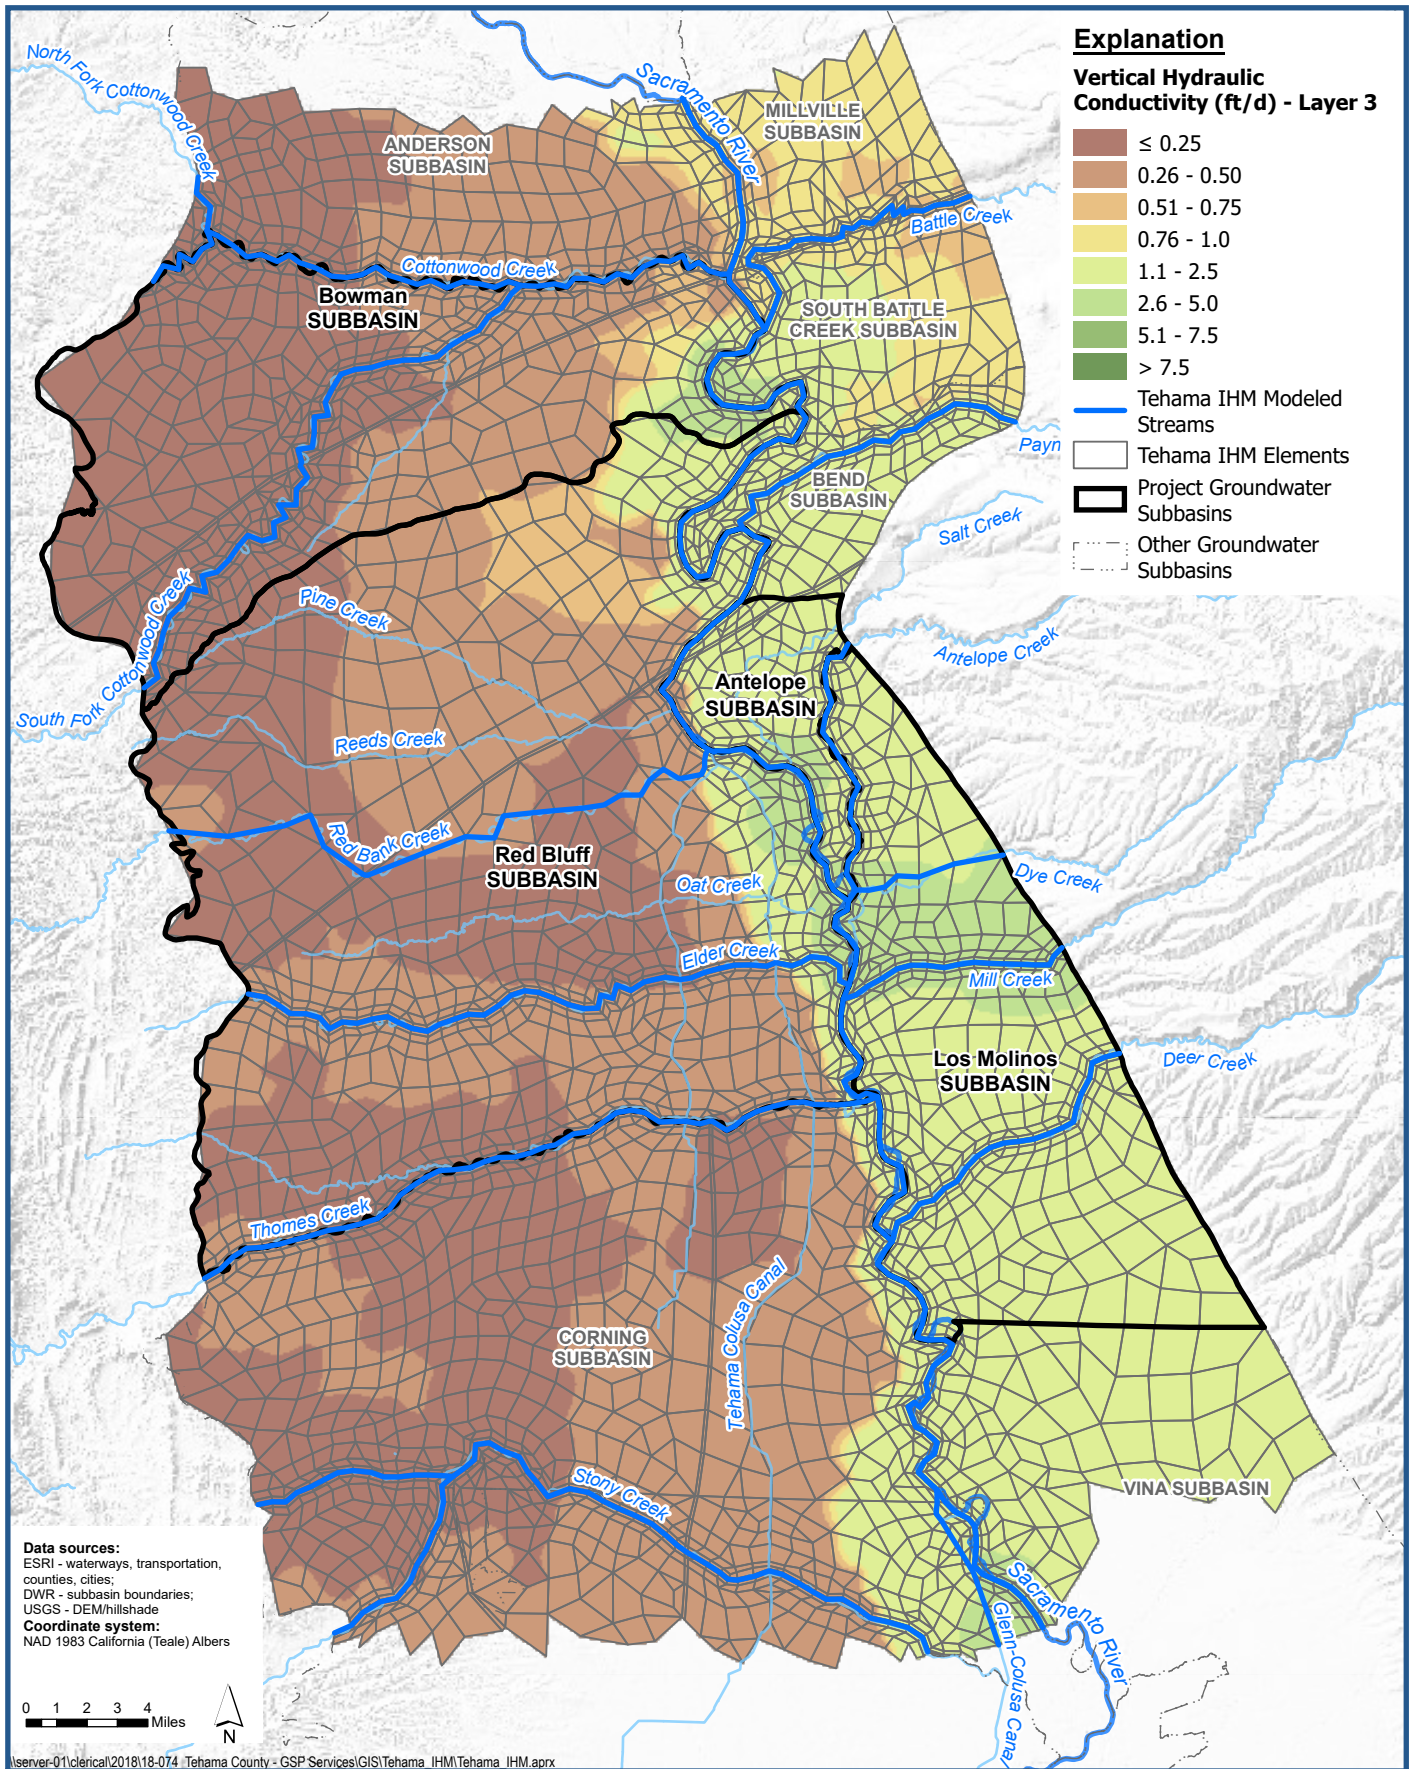 Explanation
Vertical Hydraulic
Conductivity (ft/d) - Layer 3
≤ 0.25
0.26 - 0.50
0.51 - 0.75
0.76 - 1.0
1.1 - 2.5
2.6 - 5.0
5.1 - 7.5
> 7.5
Tehama IHM Modeled
Streams
Tehama IHM Elements
Project Groundwater
Subbasins
Other Groundwater
Subbasins
North Fork Cottonwood Creek
Sacramento River
MILLVILLE
SUBBASIN
ANDERSON
SUBBASIN
Battle Creek
Cottonwood Creek
Bowman
SUBBASIN
SOUTH BATTLE
CREEK SUBBASIN
Payn
BEND
SUBBASIN
Salt Creek
South Fork Cottonwood Creek
Pine Creek
Antelope Creek
Antelope
SUBBASIN
Reeds Creek
Red Bank Creek
Red Bluff
SUBBASIN
Oat Creek
Dye Creek
Elder Creek
Mill Creek
Los Molinos
SUBBASIN
Deer Creek
Thomes Creek
CORNING
SUBBASIN
Tehama Colusa Canal
Stony Creek
VINA SUBBASIN
Sacramento River
Glenn-Colusa Canal
Data sources:
ESRI - waterways, transportation,
counties, cities;
DWR - subbasin boundaries;
USGS - DEM/hillshade
Coordinate system:
NAD 1983 California (Teale) Albers
0 1 2 3 4
Miles
N
\\server-01\clerical\2018\18-074_Tehama County - GSP Services\GIS\Tehama_IHM\Tehama_IHM.aprx